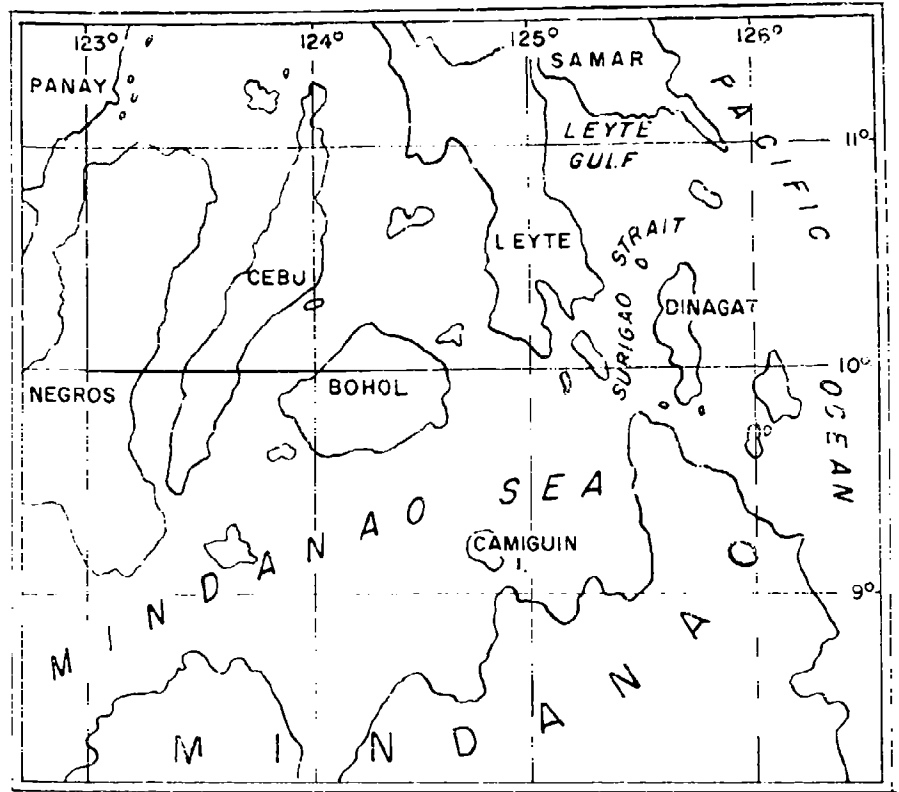 123° 124° 125° 126°
SAMAR
PANAY
PACIFIC
LEYTE
GULF
11°
LEYTE
STRAIT
CEBU
SURIGAO
DINAGAT
10°
NEGROS
BOHOL
OCEAN
MINDANAO SEA
CAMIGUIN
I.
9°
MINDANAO